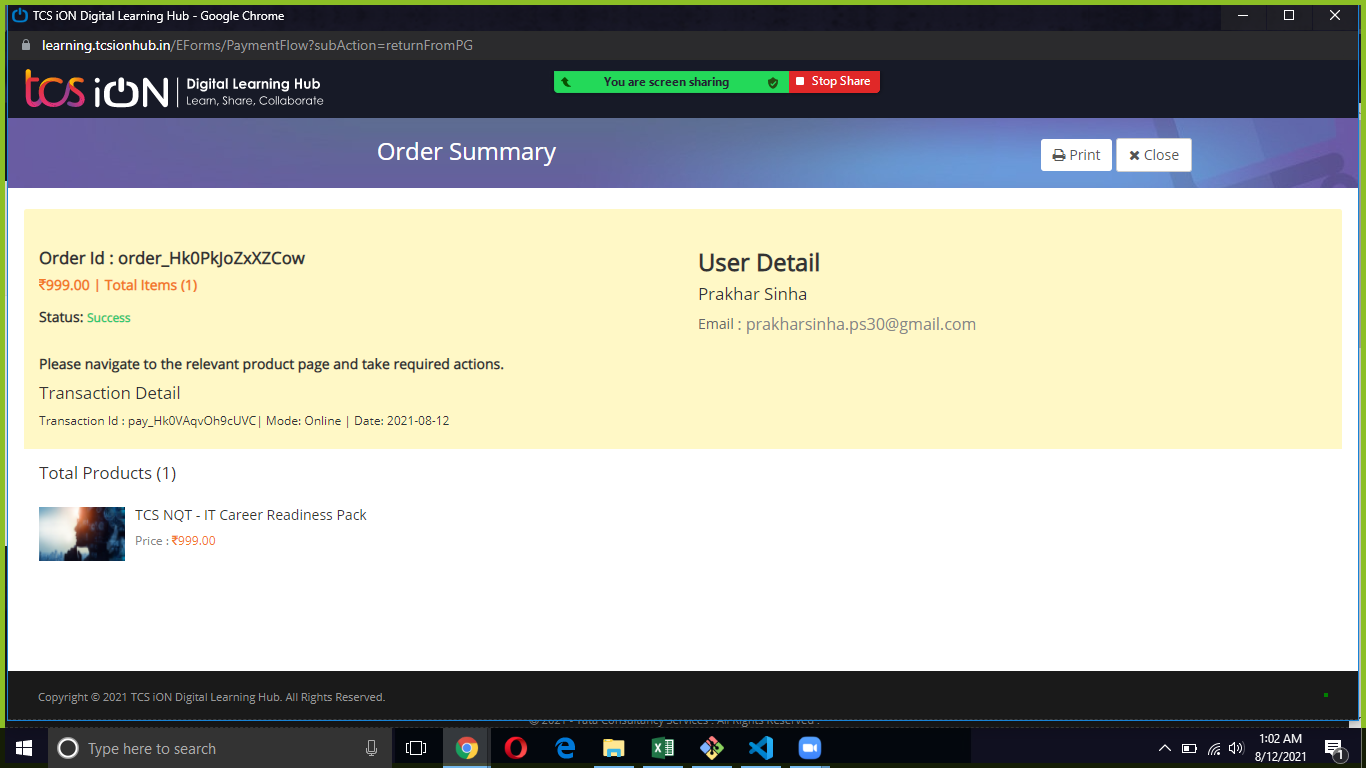 TCS iON Digital Learning Hub - Google Chrome
learning.tcsionhub.in/EForms/PaymentFlow?subAction=returnFromPG
tcs iON | Digital Learning Hub
Learn, Share, Collaborate
You are screen sharing
Stop Share
Order Summary
Print
Close
Order Id : order_Hk0PkJoZxXZCow
₹999.00 | Total Items (1)
Status: Success
Please navigate to the relevant product page and take required actions.
Transaction Detail
Transaction Id : pay_Hk0VAqvOh9cUVC| Mode: Online | Date: 2021-08-12
User Detail
Prakhar Sinha
Email : prakharsinha.ps30@gmail.com
Total Products (1)
TCS NQT - IT Career Readiness Pack
Price : ₹999.00
Copyright © 2021 TCS iON Digital Learning Hub. All Rights Reserved.
© 2021 - Tata Consultancy Services . All Rights Reserved .
Type here to search
1:02 AM
8/12/2021
1